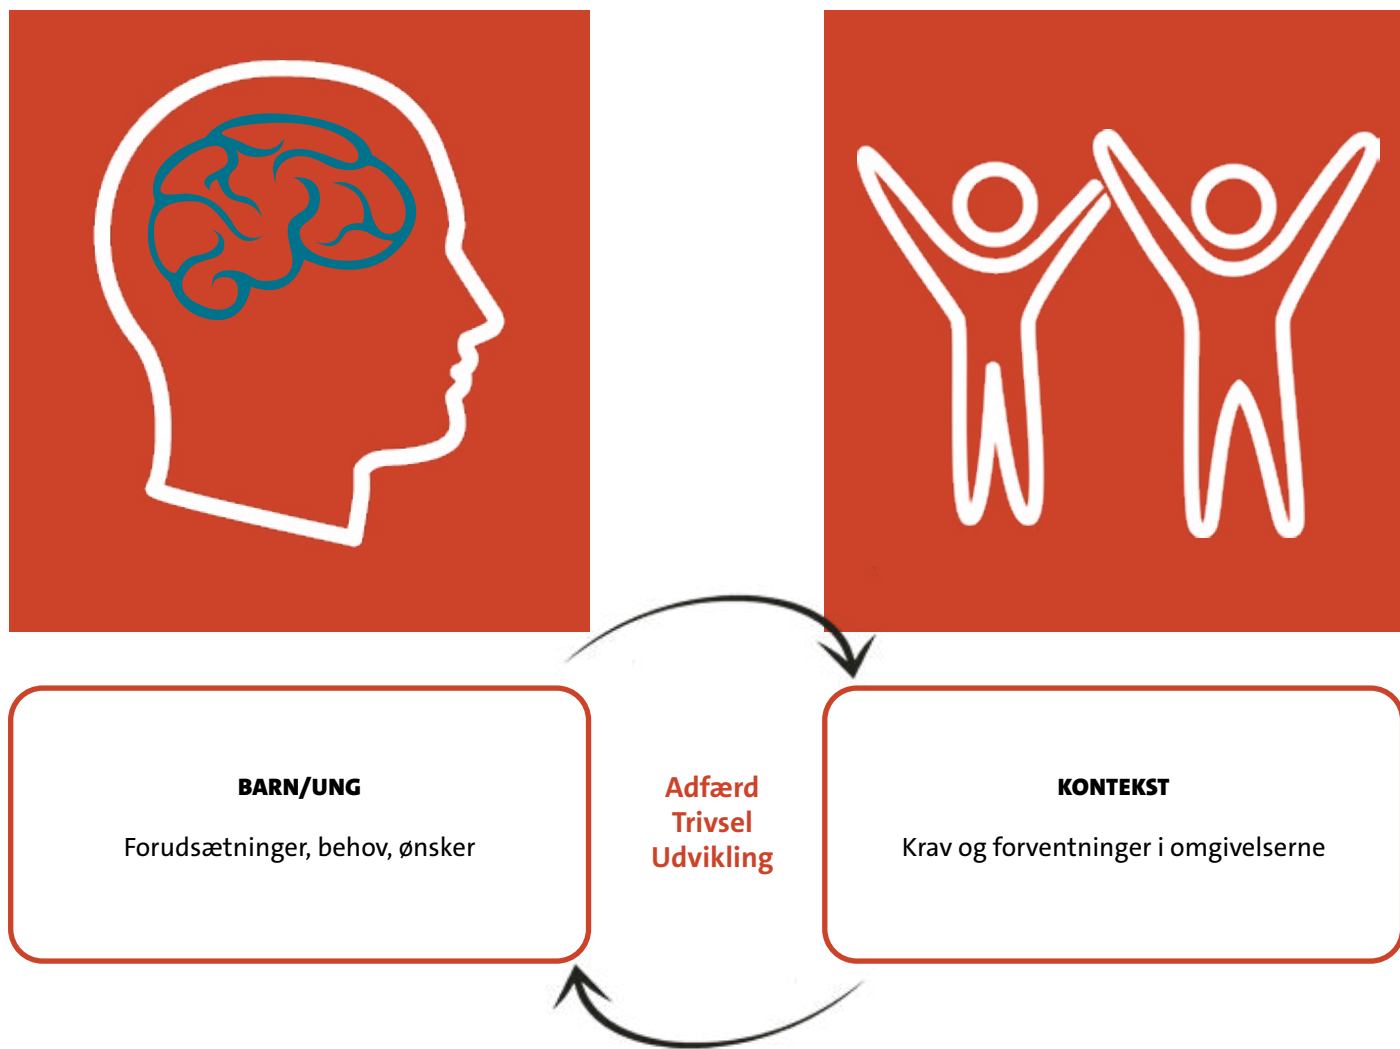 BARN/UNG
Forudsætninger, behov, ønsker
Adfærd
Trivsel
Udvikling
KONTEKST
Krav og forventninger i omgivelserne